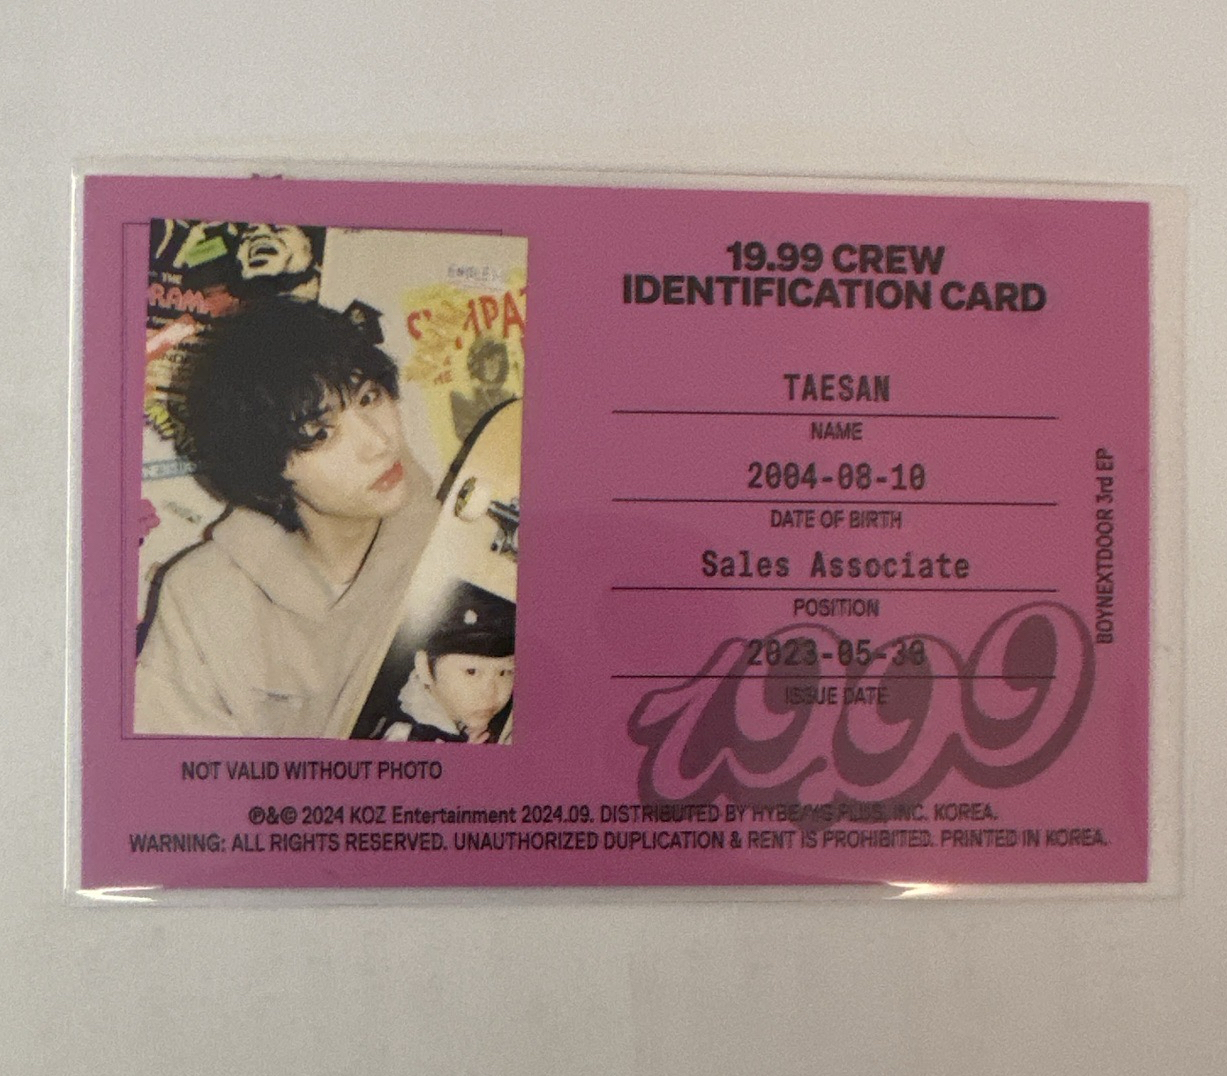 19.99 CREW
IDENTIFICATION CARD
TAESAN
NAME
2004-08-10
DATE OF BIRTH
Sales Associate
POSITION
2023-05-30
ISSUE DATE
1999
BOYNEXTDOOR 3rd EP
THE
NOT VALID WITHOUT PHOTO
℗&© 2024 KOZ Entertainment 2024.09. DISTRIBUTED BY YG PLUS, INC. KOREA.
WARNING: ALL RIGHTS RESERVED. UNAUTHORIZED DUPLICATION & RENT IS PROHIBITED. PRINTED IN KOREA.